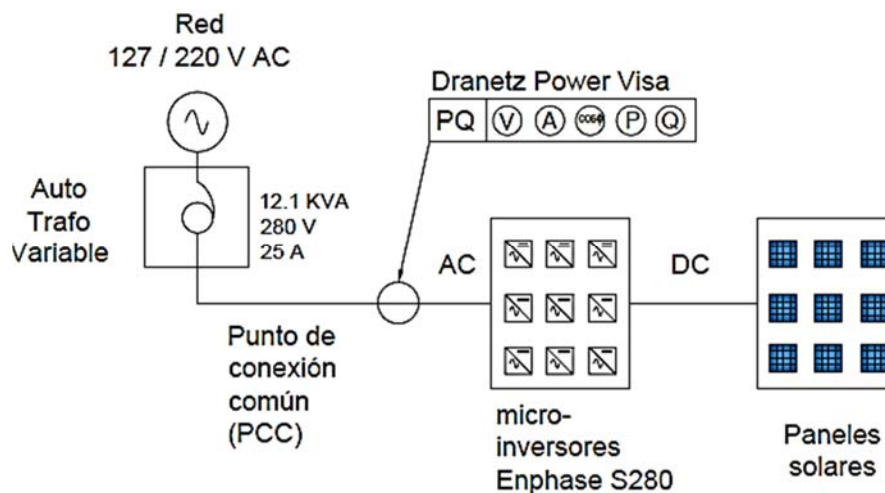 Red
127 / 220 V AC
Dranetz Power Visa
PQ V A COSΦ P Q
Auto
Trafo
Variable
12.1 KVA
280 V
25 A
AC
DC
Punto de
conexión
común
(PCC)
micro-
inversores
Enphase S280
Paneles
solares